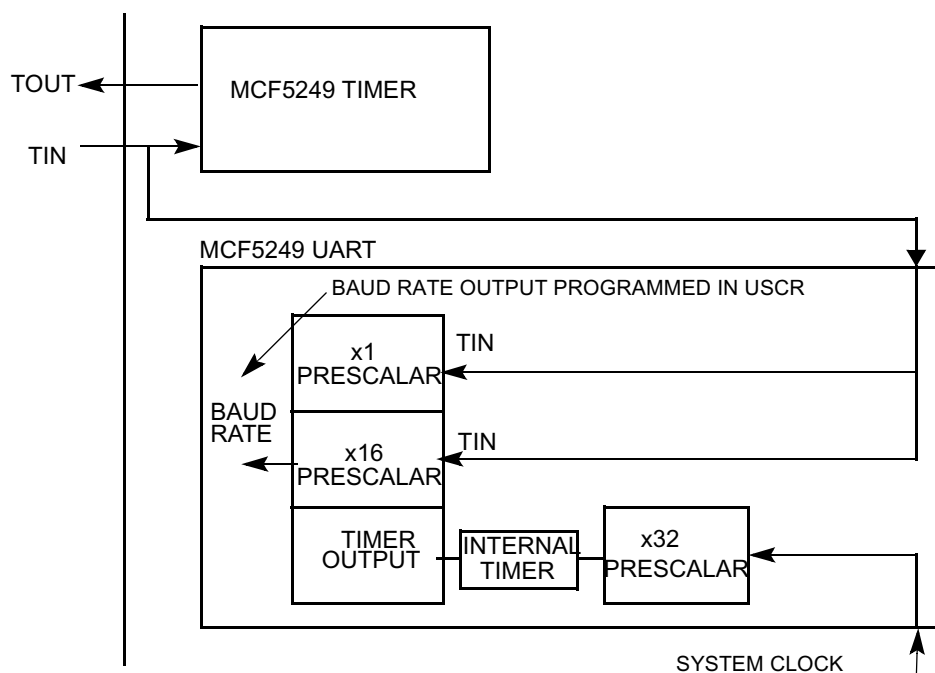 TOUT
MCF5249 TIMER
TIN
MCF5249 UART
BAUD RATE OUTPUT PROGRAMMED IN USCR
x1
PRESCALAR
TIN
BAUD
RATE
x16
PRESCALAR
TIN
TIMER
OUTPUT
INTERNAL
TIMER
x32
PRESCALAR
SYSTEM CLOCK